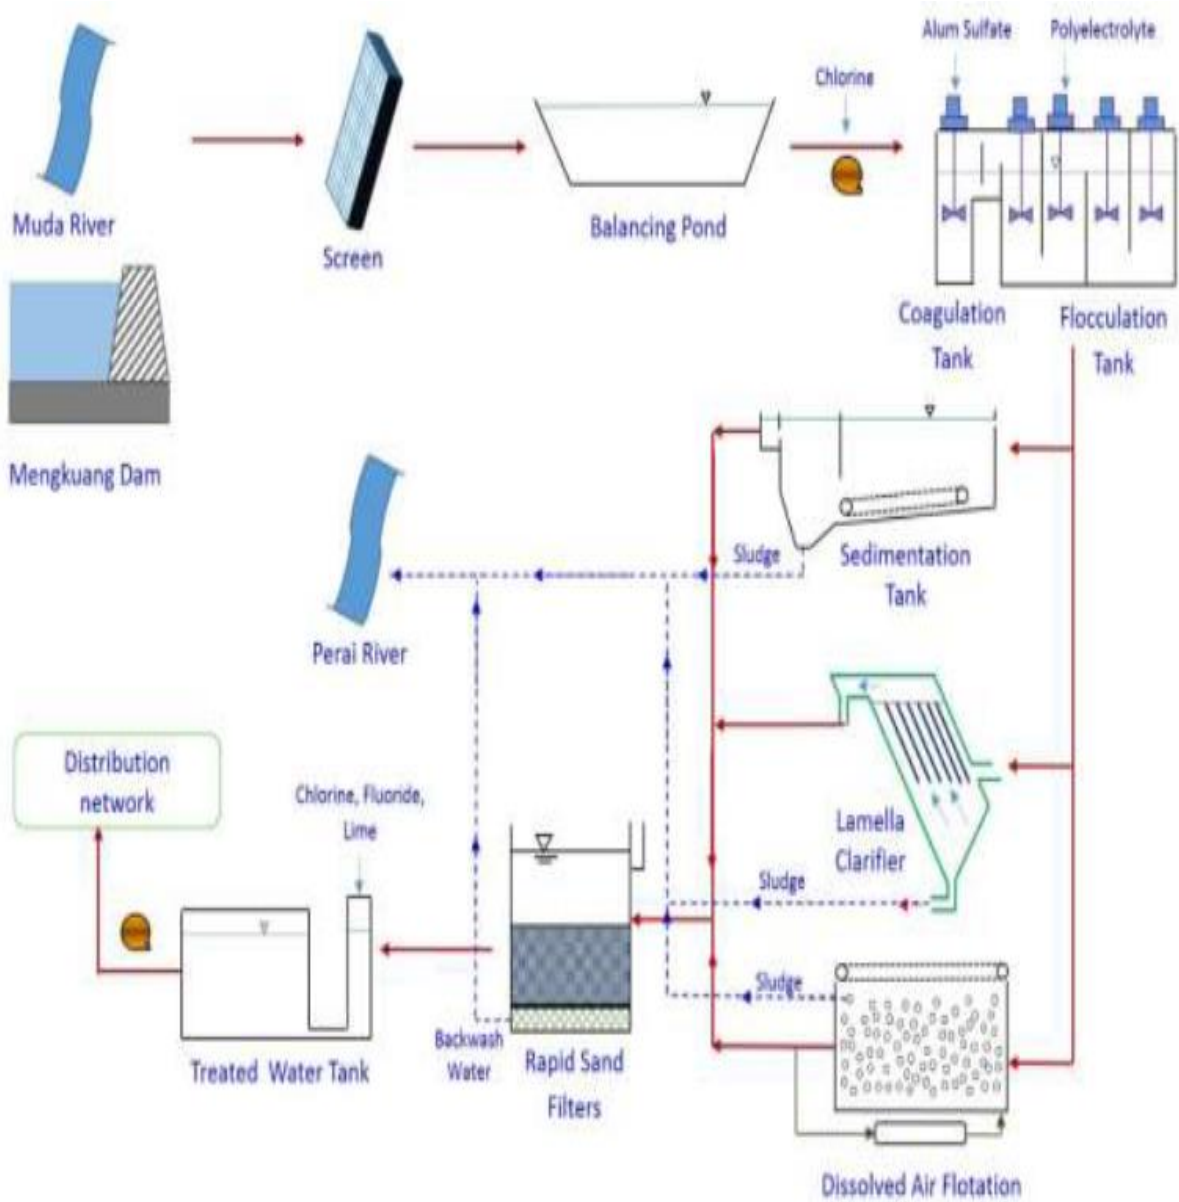 Alum Sulfate
Polyelectrolyte
Chlorine
Muda River
Screen
Balancing Pond
Coagulation
Tank
Flocculation
Tank
Mengkuang Dam
Sludge
Sedimentation
Tank
Perai River
Distribution
network
Chlorine, Fluoride,
Lime
Lamella
Clarifier
Sludge
Sludge
Treated Water Tank
Backwash
Water
Rapid Sand
Filters
Dissolved Air Flotation